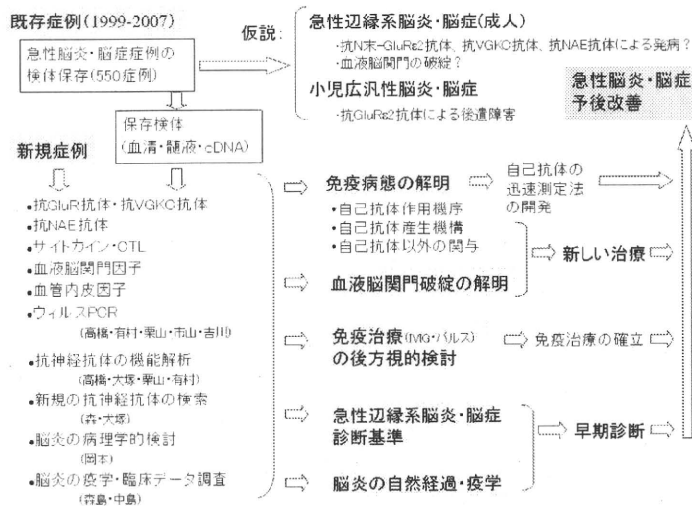 既存症例(1999-2007)
急性脳炎・脳症症例の
検体保存(550症例)
仮説:
急性辺縁系脳炎・脳症(成人)
・抗N末-GluRε2抗体、抗VGKC抗体、抗NAE抗体による発病?
・血液脳関門の破綻?
小児広汎性脳炎・脳症
・抗GluRε2抗体による後遺障害
急性脳炎・脳症
予後改善
保存検体
(血清・髄液・cDNA)
新規症例
•抗GluR抗体・抗VGKC抗体
•抗NAE抗体
•サイトカイン・CTL
•血液脳関門因子
•血管内皮因子
•ウィルスPCR
(高橋・有村・栗山・市山・吉川)
•抗神経抗体の機能解析
(高橋・大塚・栗山・有村)
•新規の抗神経抗体の検索
(森・大塚)
•脳炎の病理学的検討
(岡本)
•脳炎の疫学・臨床データ調査
(森島・中島)
免疫病態の解明
•自己抗体作用機序
•自己抗体産生機構
•自己抗体以外の関与
血液脳関門破綻の解明
免疫治療(IVIG・パルス)
の後方視的検討
急性辺縁系脳炎・脳症
診断基準
脳炎の自然経過・疫学
自己抗体の
迅速測定法
の開発
新しい治療
免疫治療の確立
早期診断